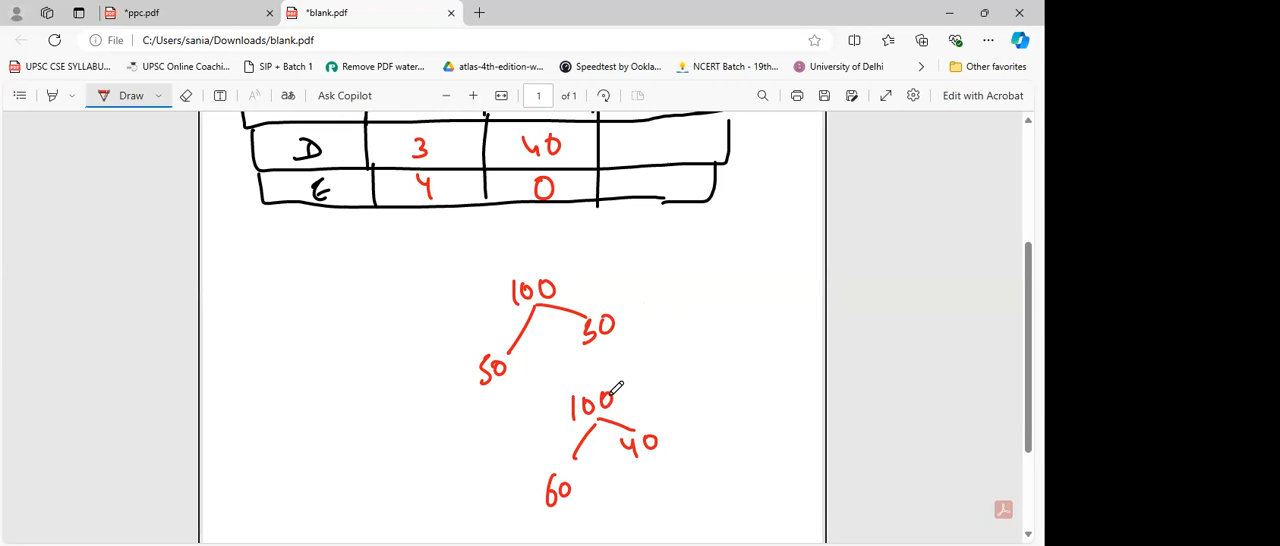 *ppc.pdf
*blank.pdf
File
C:/Users/sania/Downloads/blank.pdf
UPSC CSE SYLLABU...
UPSC Online Coachi...
SIP + Batch 1
Remove PDF water...
atlas-4th-edition-w...
Speedtest by Ookla...
NCERT Batch - 19th...
University of Delhi
Other favorites
Draw
Ask Copilot
1
of 1
Edit with Acrobat
D 3 40
E 4 0
100
30
50
100
40
60